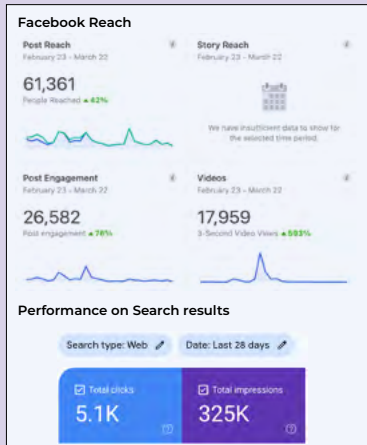 Facebook Reach
Post Reach
February 23 - March 22
61,361
People Reached ▲ 42%
Story Reach
February 23 - March 22
We have insufficient data to show for
the selected time period.
Post Engagement
February 23 - March 22
26,582
Post engagement ▲ 76%
Videos
February 23 - March 22
17,959
3-Second Video Views ▲ 593%
Performance on Search results
Search type: Web
Date: Last 28 days
Total clicks
5.1K
Total impressions
325K